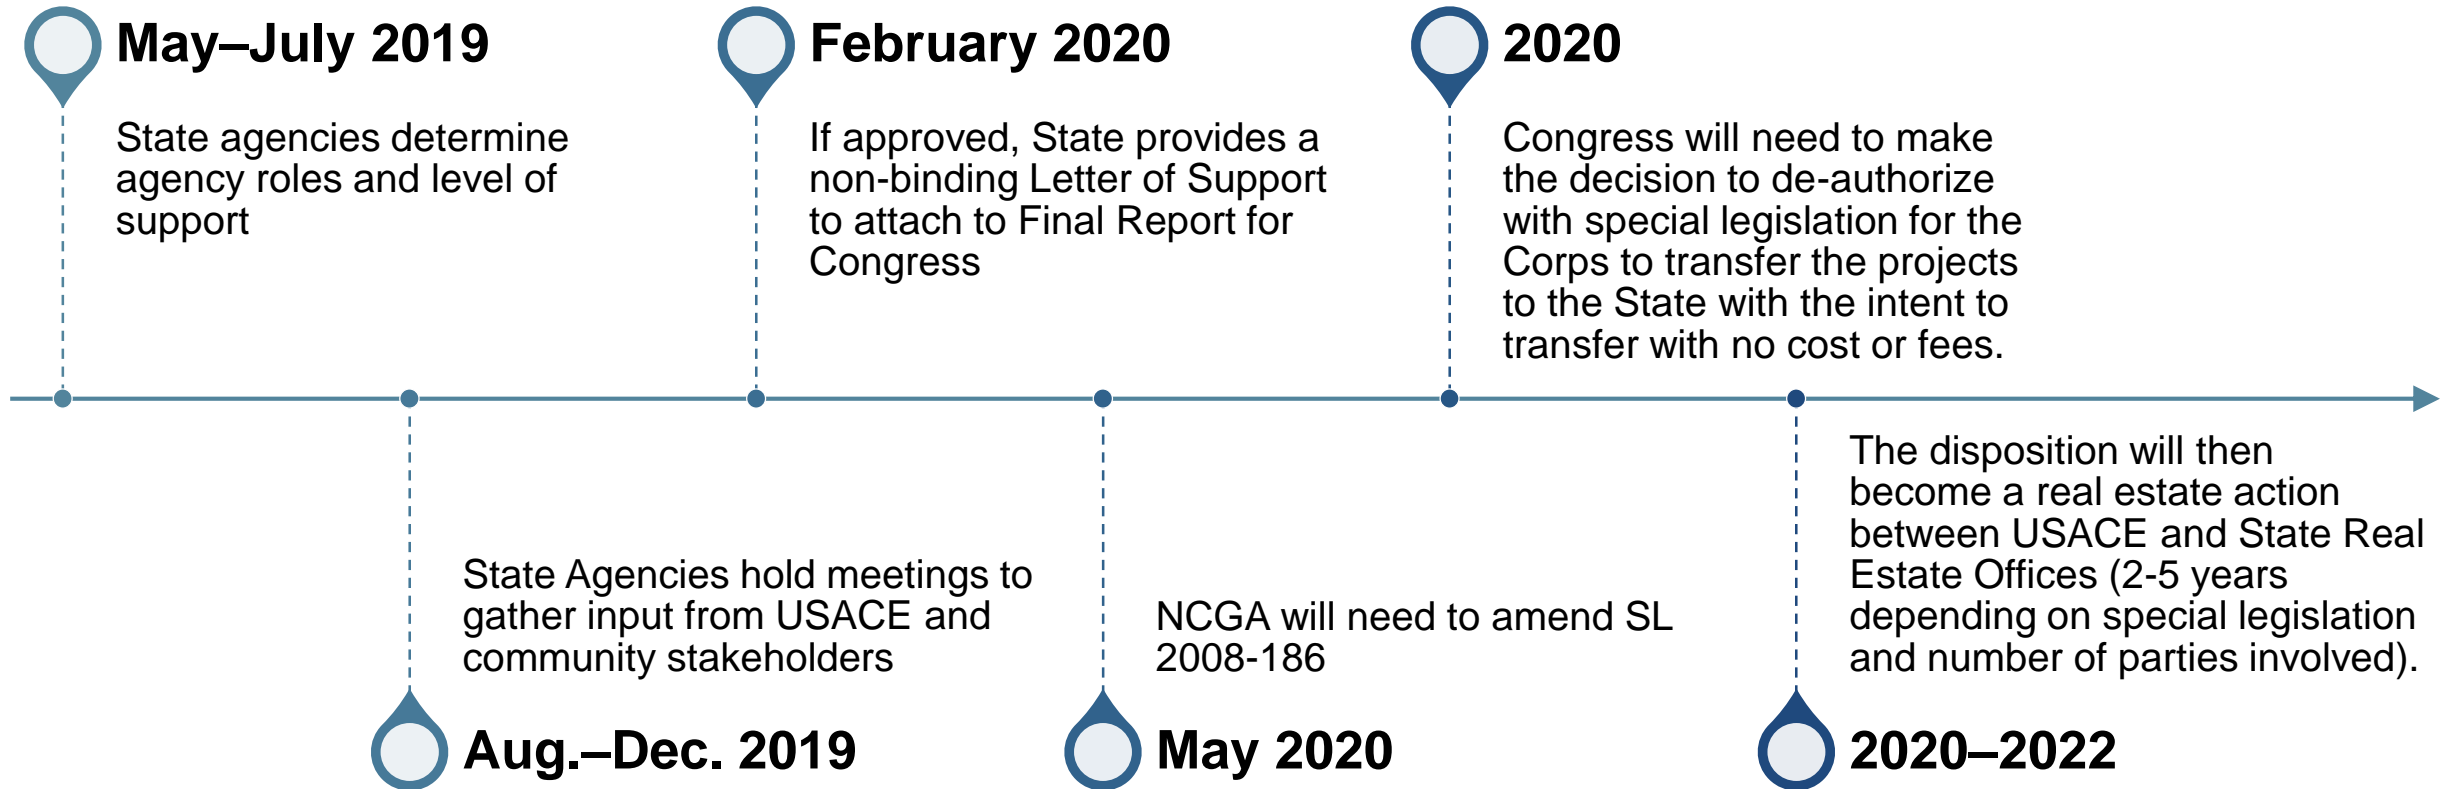 May–July 2019
State agencies determine
agency roles and level of
support
Aug.–Dec. 2019
State Agencies hold meetings to
gather input from USACE and
community stakeholders
February 2020
If approved, State provides a
non-binding Letter of Support
to attach to Final Report for
Congress
May 2020
NCGA will need to amend SL
2008-186
2020
Congress will need to make
the decision to de-authorize
with special legislation for the
Corps to transfer the projects
to the State with the intent to
transfer with no cost or fees.
2020–2022
The disposition will then
become a real estate action
between USACE and State Real
Estate Offices (2-5 years
depending on special legislation
and number of parties involved).